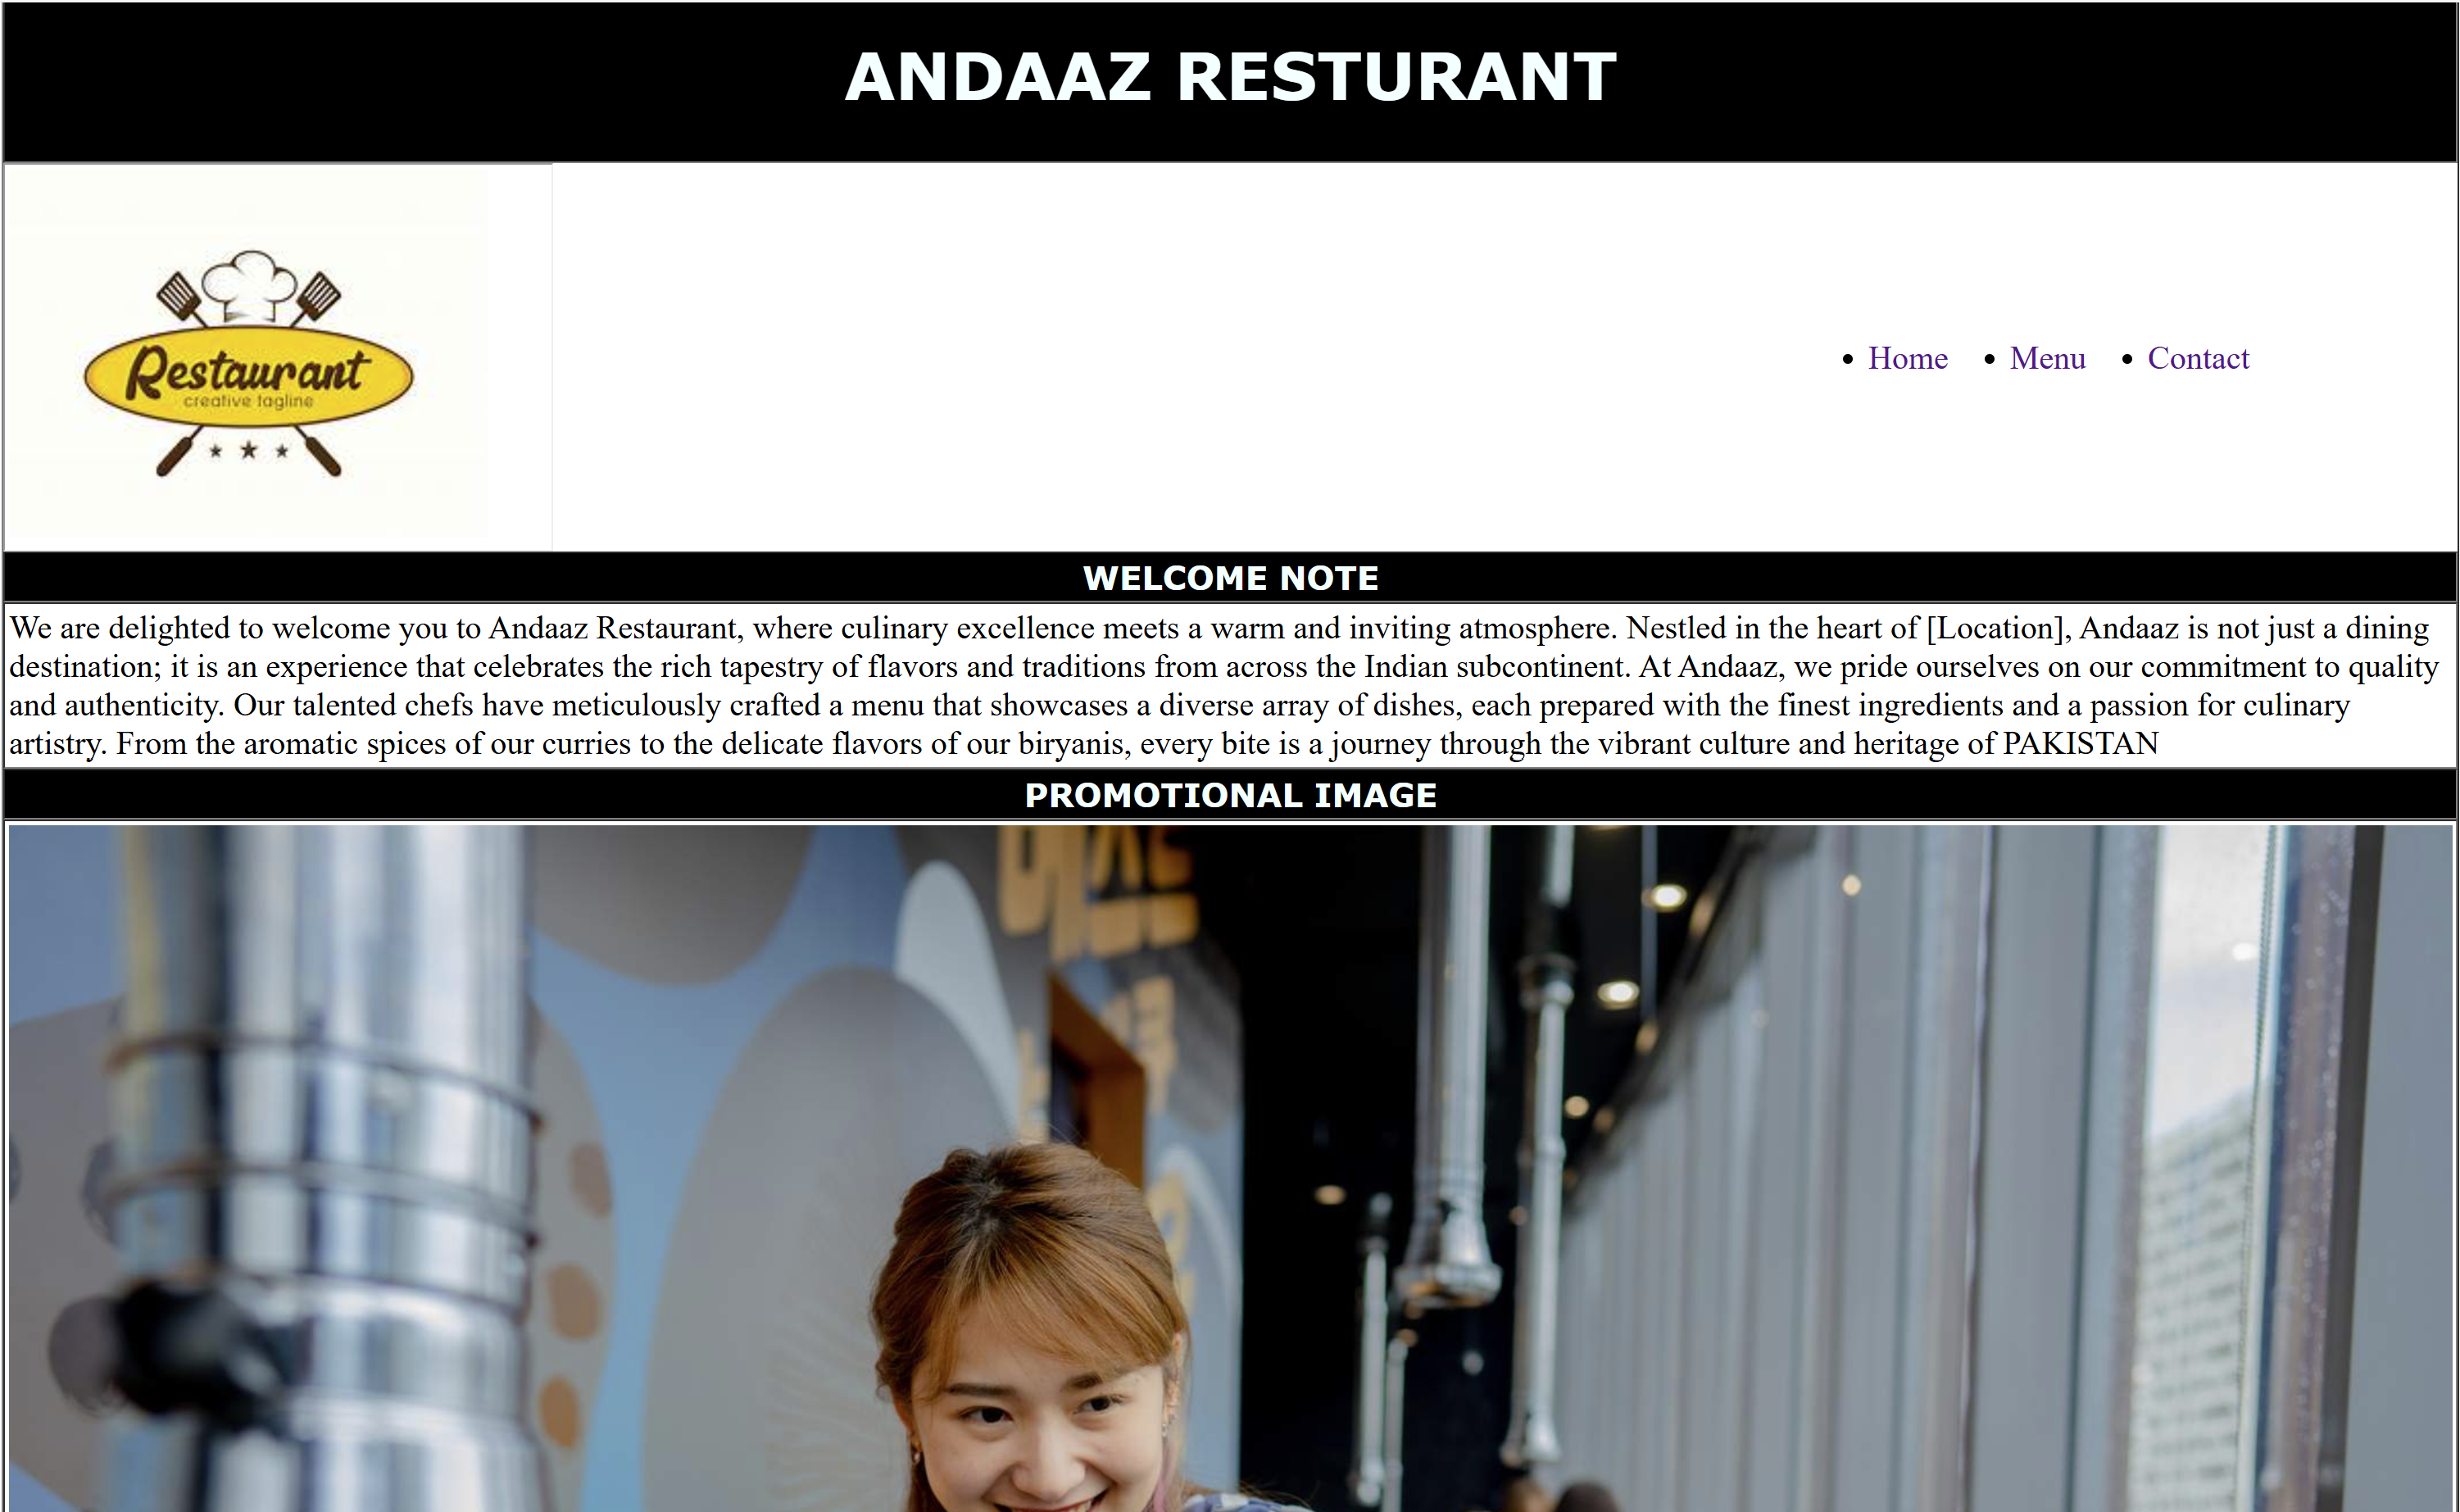 ANDAAZ RESTURANT
Restaurant
creative tagline
Home
Menu
Contact
WELCOME NOTE
We are delighted to welcome you to Andaaz Restaurant, where culinary excellence meets a warm and inviting atmosphere. Nestled in the heart of [Location], Andaaz is not just a dining
destination; it is an experience that celebrates the rich tapestry of flavors and traditions from across the Indian subcontinent. At Andaaz, we pride ourselves on our commitment to quality
and authenticity. Our talented chefs have meticulously crafted a menu that showcases a diverse array of dishes, each prepared with the finest ingredients and a passion for culinary
artistry. From the aromatic spices of our curries to the delicate flavors of our biryanis, every bite is a journey through the vibrant culture and heritage of PAKISTAN
PROMOTIONAL IMAGE